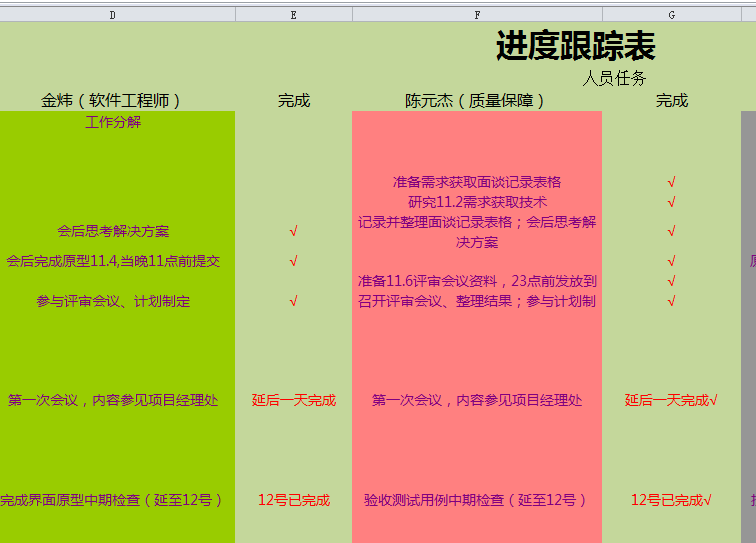 D E F G
进度跟踪表
人员任务
金炜（软件工程师） 完成 陈元杰（质量保障） 完成
工作分解
准备需求获取面谈记录表格 √
研究11.2需求获取技术 √
会后思考解决方案 √ 记录并整理面谈记录表格；会后思考解 √
决方案
会后完成原型11.4,当晚11点前提交 √ √
准备11.6评审会议资料，23点前发放到 √
参与评审会议、计划制定 √ 召开评审会议、整理结果；参与计划制 √
第一次会议，内容参见项目经理处 延后一天完成 第一次会议，内容参见项目经理处 延后一天完成√
完成界面原型中期检查（延至12号） 12号已完成 验收测试用例中期检查（延至12号） 12号已完成√